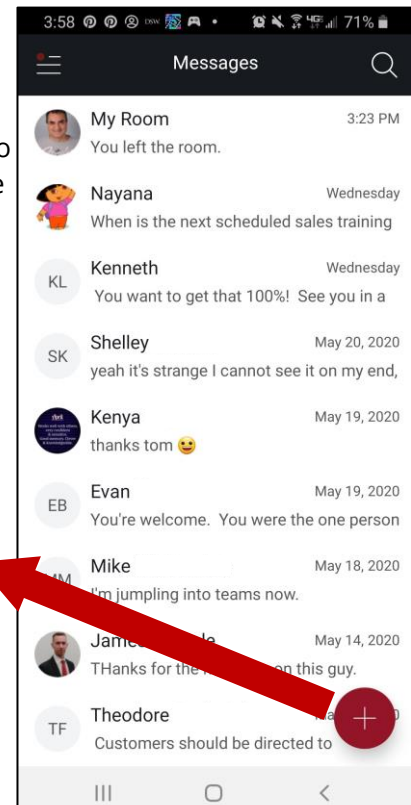 3:58 DSW 4G 71%
Messages
My Room 3:23 PM
You left the room.
o
e
Nayana Wednesday
When is the next scheduled sales training
KL
Kenneth Wednesday
You want to get that 100%! See you in a
SK
Shelley May 20, 2020
yeah it's strange I cannot see it on my end,
Kenya May 19, 2020
thanks tom 😀
EB
Evan May 19, 2020
You're welcome. You were the one person
Mike May 18, 2020
I'm jumpling into teams now.
May 14, 2020
THanks for the on this guy.
TF
Theodore
Customers should be directed to